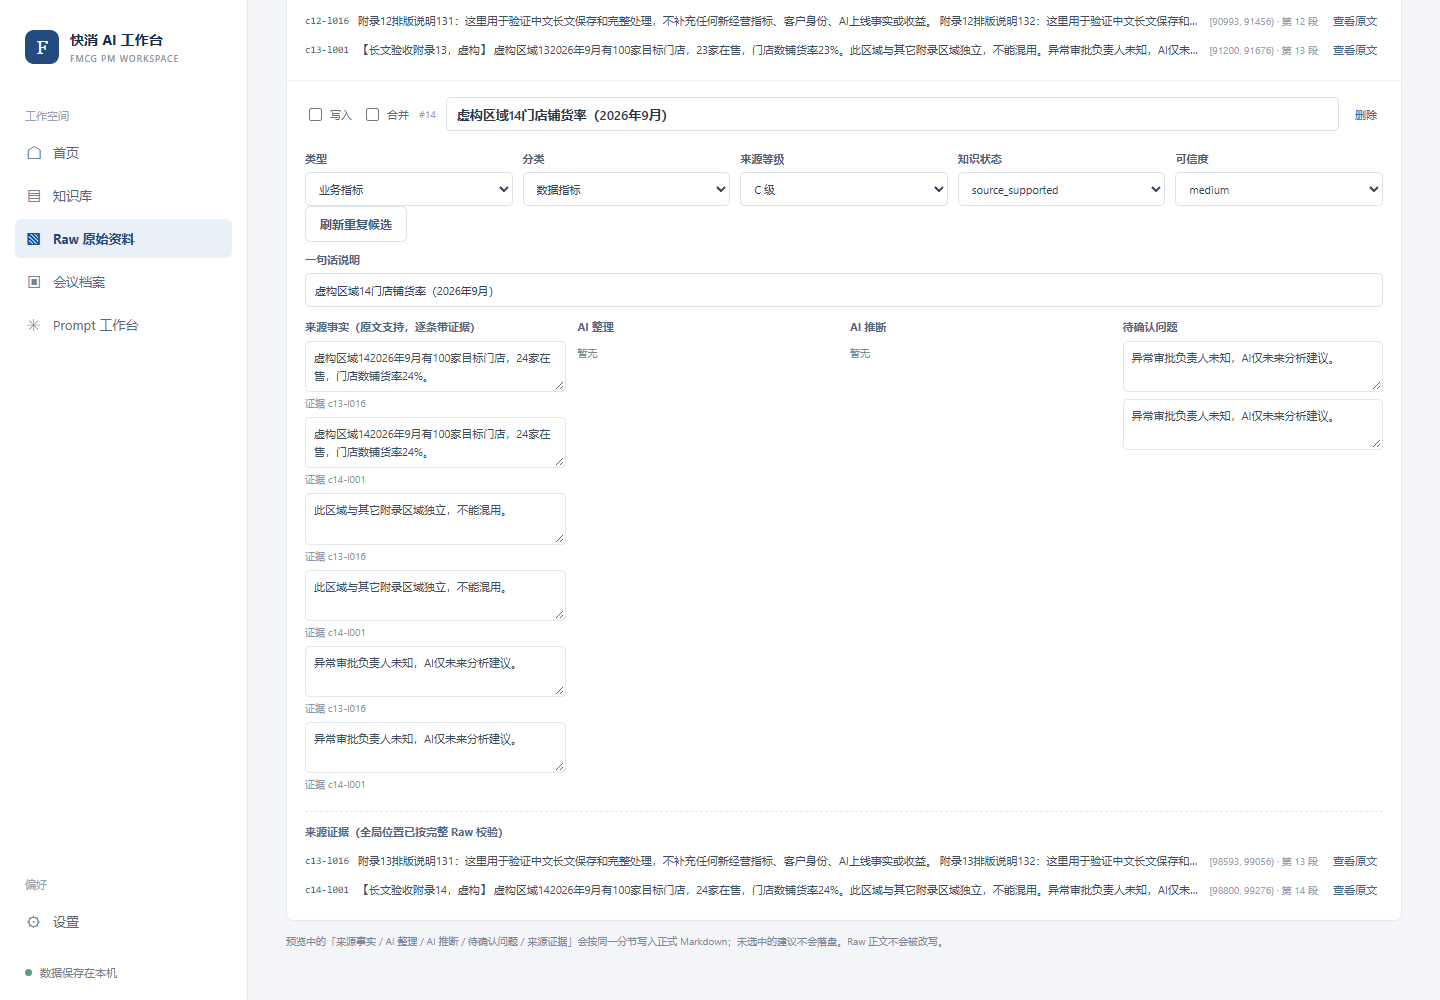 F
快消 AI 工作台
FMCG PM WORKSPACE
工作空间
首页
知识库
Raw 原始资料
会议档案
Prompt 工作台
偏好
设置
数据保存在本机
c12-l016 附录12排版说明131：这里用于验证中文长文保存和完整处理，不补充任何新经营指标、客户身份、AI上线事实或收益。 附录12排版说明132：这里用于验证中文长文保存和... [90993, 91456) · 第 12 段 查看原文
c13-l001 【长文验收附录13，虚构】 虚构区域132026年9月有100家目标门店，23家在售，门店数铺货率23%。此区域与其它附录区域独立，不能混用。异常审批负责人未知，AI仅未... [91200, 91676) · 第 13 段 查看原文
写入 合并 #14 虚构区域14门店铺货率（2026年9月） 删除
类型 分类 来源等级 知识状态 可信度
业务指标 数据指标 C 级 source_supported medium
刷新重复候选
一句话说明
虚构区域14门店铺货率（2026年9月）
来源事实（原文支持，逐条带证据） AI 整理 AI 推断 待确认问题
虚构区域142026年9月有100家目标门店，24家在 暂无 暂无 异常审批负责人未知，AI仅未来分析建议。
售，门店数铺货率24%。
证据 c13-l016
虚构区域142026年9月有100家目标门店，24家在 异常审批负责人未知，AI仅未来分析建议。
售，门店数铺货率24%。
证据 c14-l001
此区域与其它附录区域独立，不能混用。
证据 c13-l016
此区域与其它附录区域独立，不能混用。
证据 c14-l001
异常审批负责人未知，AI仅未来分析建议。
证据 c13-l016
异常审批负责人未知，AI仅未来分析建议。
证据 c14-l001
来源证据（全局位置已按完整 Raw 校验）
c13-l016 附录13排版说明131：这里用于验证中文长文保存和完整处理，不补充任何新经营指标、客户身份、AI上线事实或收益。 附录13排版说明132：这里用于验证中文长文保存和... [98593, 99056) · 第 13 段 查看原文
c14-l001 【长文验收附录14，虚构】 虚构区域142026年9月有100家目标门店，24家在售，门店数铺货率24%。此区域与其它附录区域独立，不能混用。异常审批负责人未知，AI仅未... [98800, 99276) · 第 14 段 查看原文
预览中的「来源事实 / AI 整理 / AI 推断 / 待确认问题 / 来源证据」会按同一分节写入正式 Markdown；未选中的建议不会落盘。Raw 正文不会被改写。